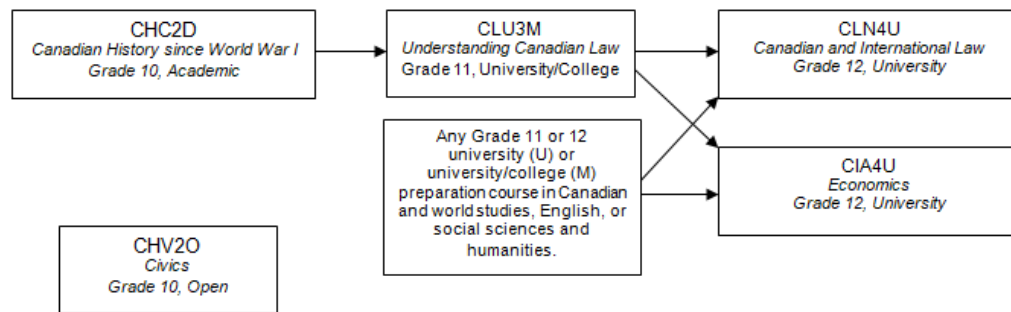 CHC2D
Canadian History since World War I
Grade 10, Academic
CLU3M
Understanding Canadian Law
Grade 11, University/College
CLN4U
Canadian and International Law
Grade 12, University
Any Grade 11 or 12
university (U) or
university/college (M)
preparation course in Canadian
and world studies, English, or
social sciences and
humanities.
CIA4U
Economics
Grade 12, University
CHV2O
Civics
Grade 10, Open